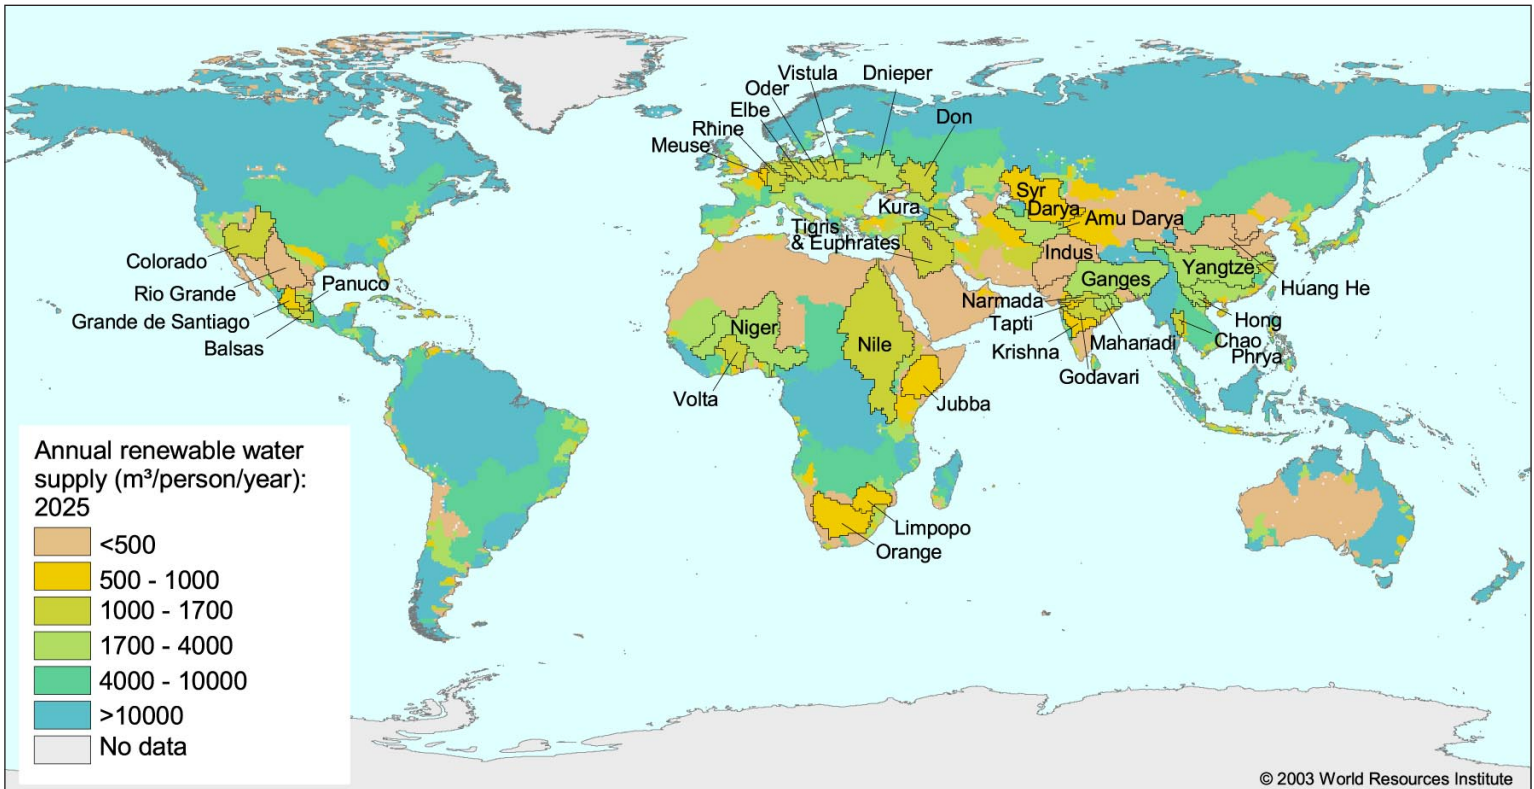 Vistula
Dnieper
Oder
Elbe
Don
Rhine
Meuse
Syr
Darya
Kura
Amu Darya
Tigris
& Euphrates
Indus
Colorado
Ganges
Yangtze
Rio Grande
Panuco
Huang He
Narmada
Grande de Santiago
Tapti
Hong
Niger
Nile
Mahanadi
Chao
Phrya
Balsas
Krishna
Godavari
Volta
Jubba
Limpopo
Orange
Annual renewable water
supply (m³/person/year):
2025
<500
500 - 1000
1000 - 1700
1700 - 4000
4000 - 10000
>10000
No data
© 2003 World Resources Institute